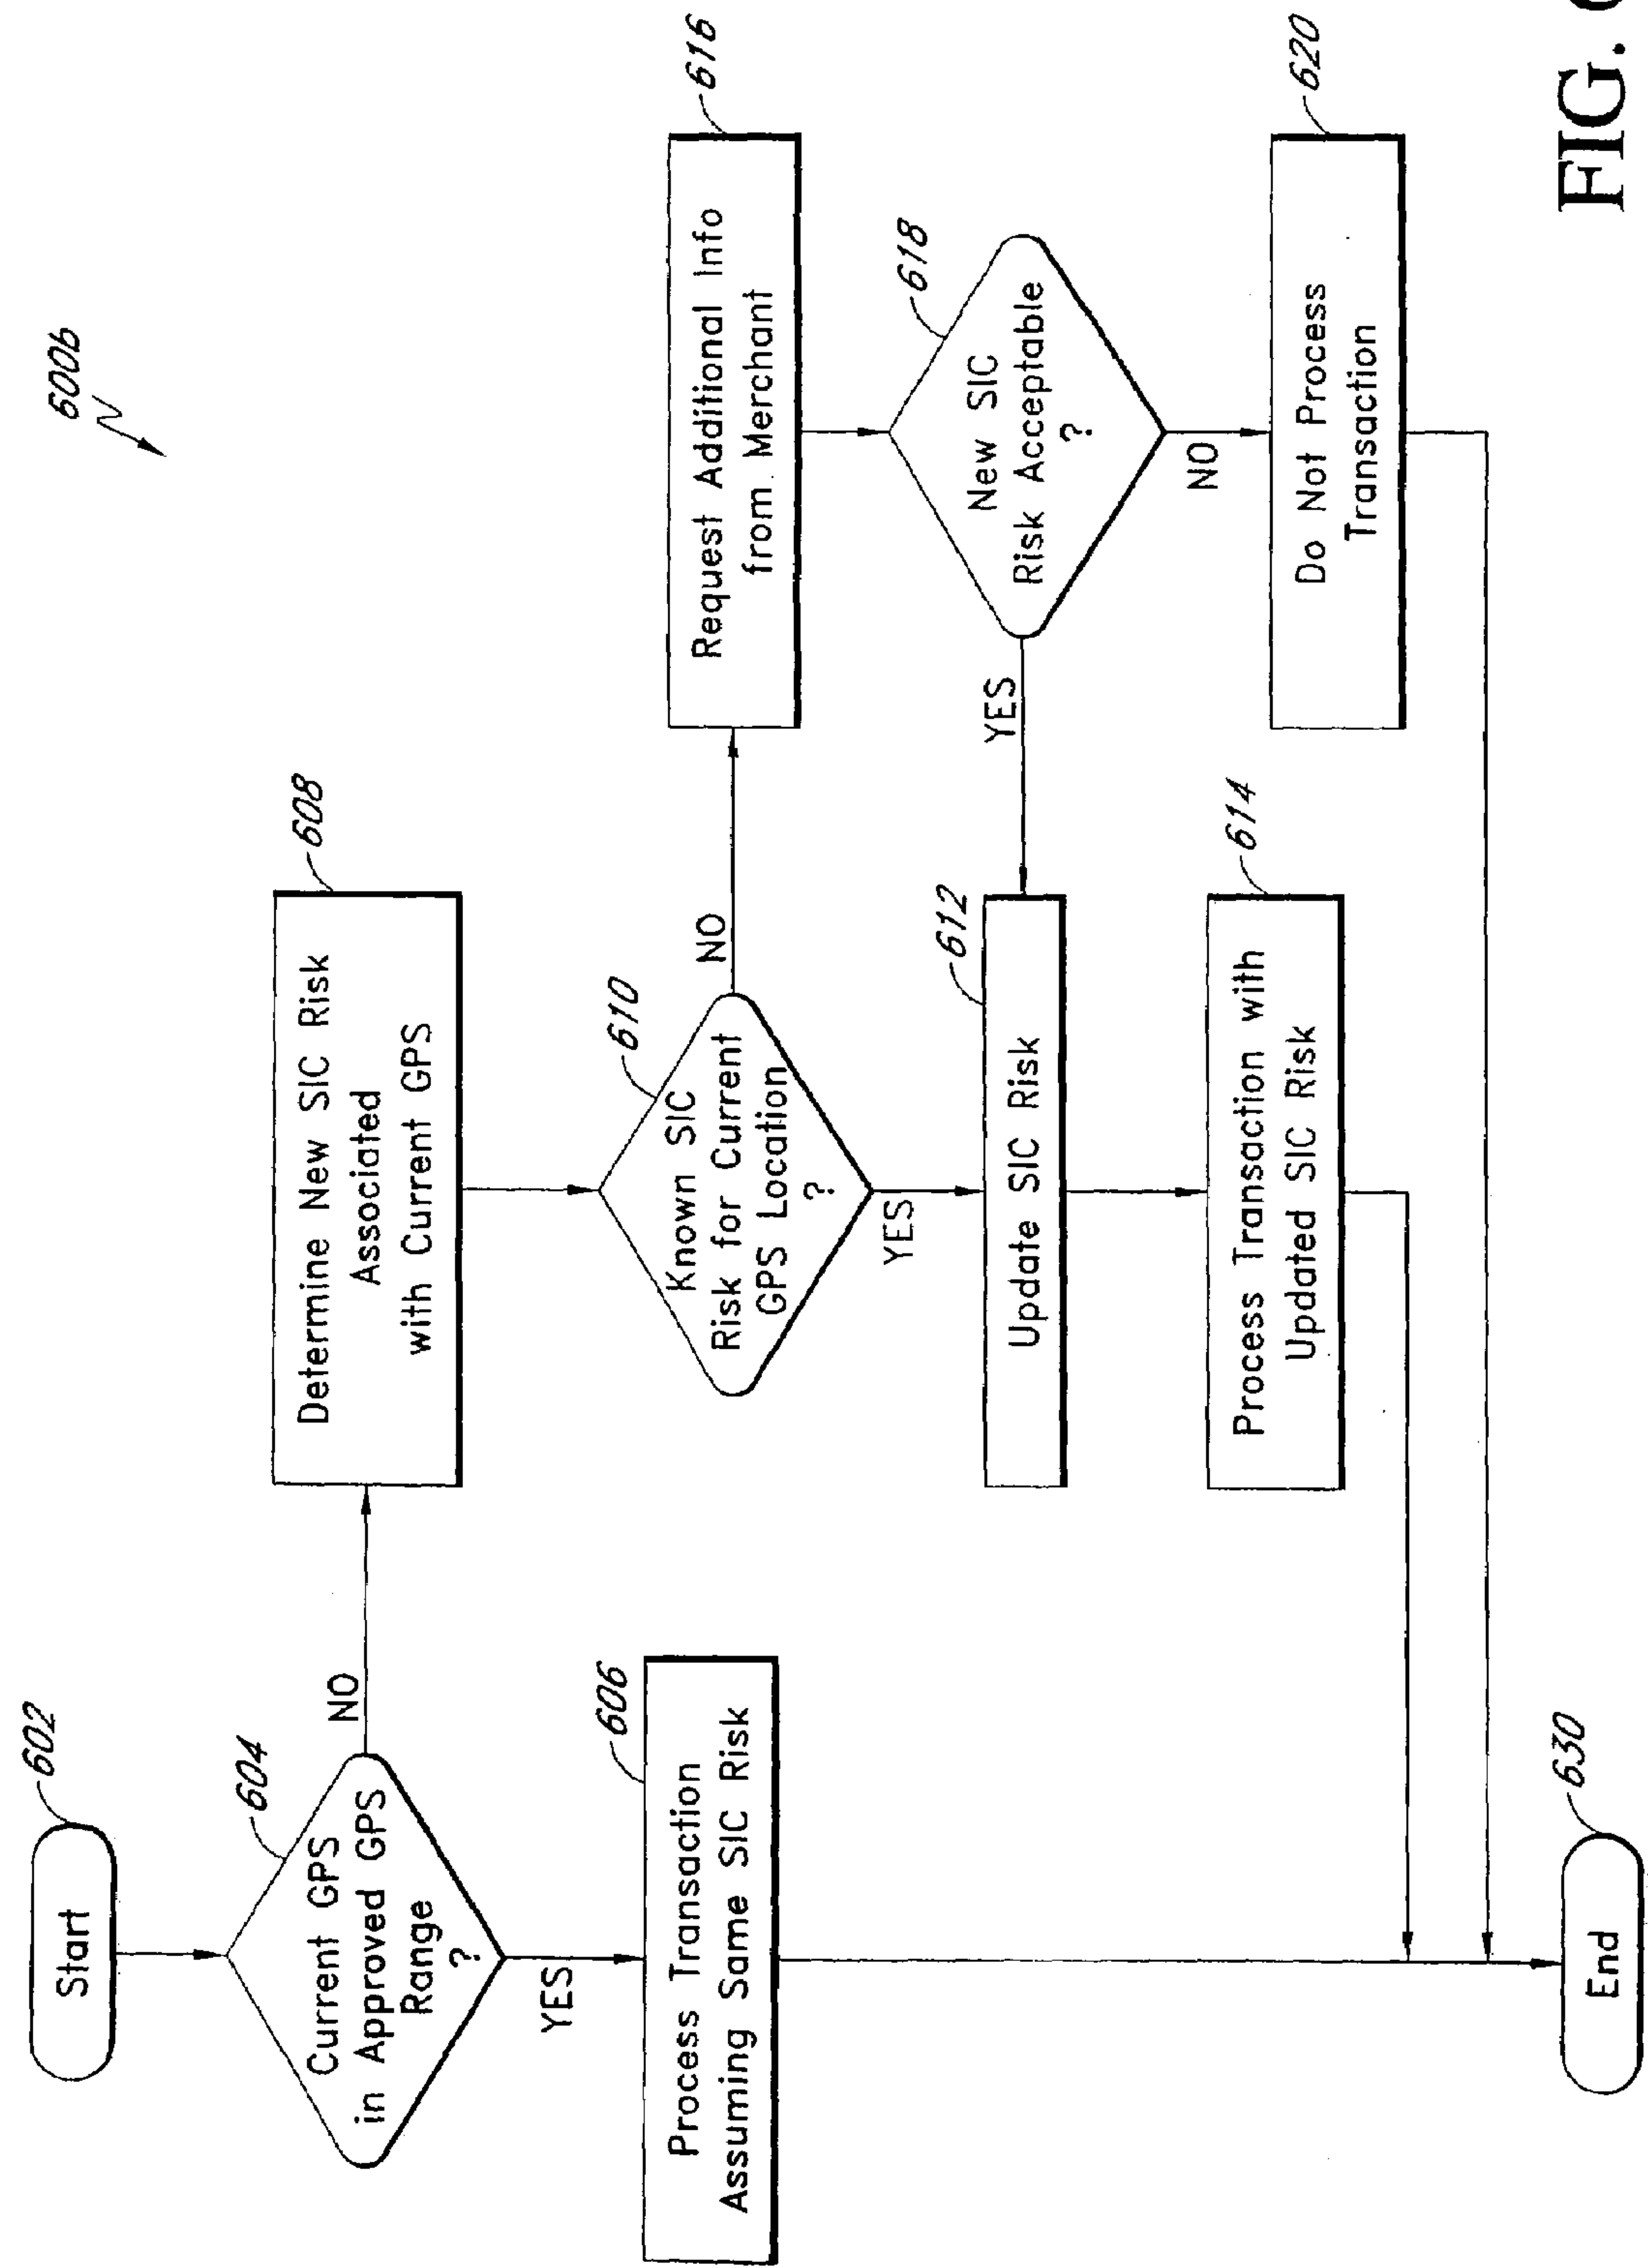 600b
Start
602
Current GPS
in Approved GPS
Range
?
604
NO
YES
Process Transaction
Assuming Same SIC Risk
606
Determine New SIC Risk
Associated
with Current GPS
608
Known SIC
Risk for Current
GPS Location
?
610
NO
YES
Update SIC Risk
612
Process Transaction with
Updated SIC Risk
614
Request Additional Info
from Merchant
616
New SIC
Risk Acceptable
?
618
YES
NO
Do Not Process
Transaction
620
End
630
FIG.